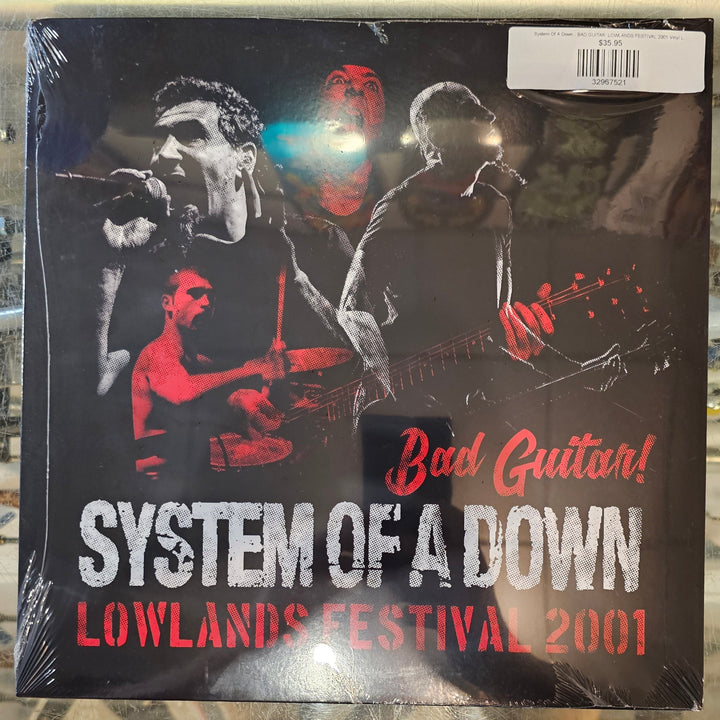 System Of A Down - BAD GUITAR: LOWLANDS FESTIVAL 2001 Vinyl L...
$35.95
32967521
Bad Guitar!
SYSTEM OF A DOWN
LOWLANDS FESTIVAL 2001